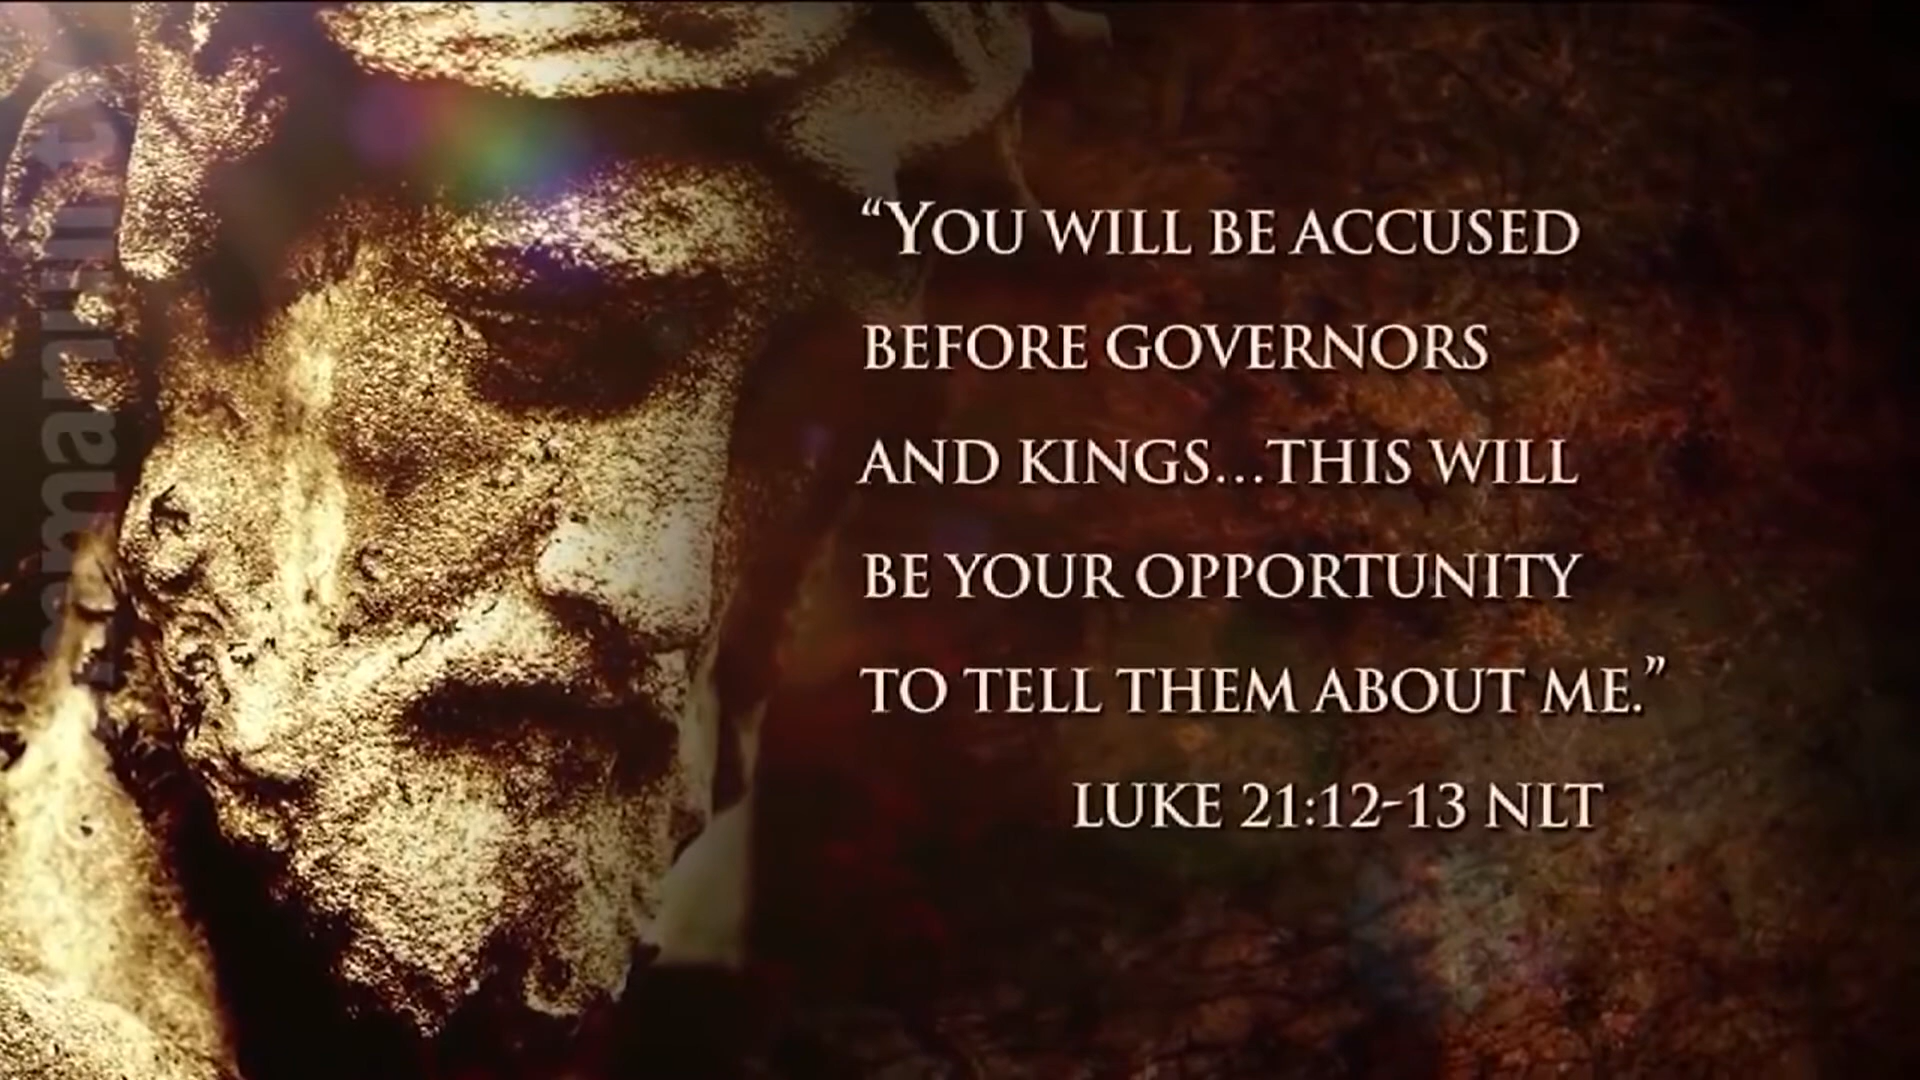 “YOU WILL BE ACCUSED
BEFORE GOVERNORS
AND KINGS...THIS WILL
BE YOUR OPPORTUNITY
TO TELL THEM ABOUT ME.”
LUKE 21:12-13 NLT